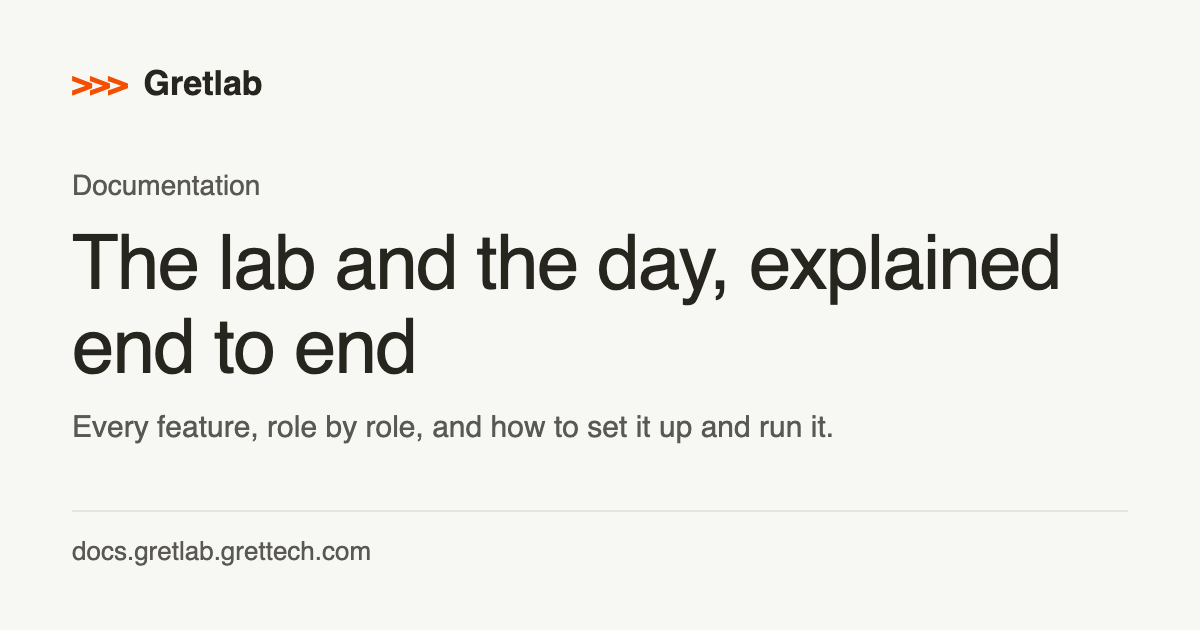 >>> Gretlab
Documentation
The lab and the day, explained
end to end
Every feature, role by role, and how to set it up and run it.
docs.gretlab.grettech.com